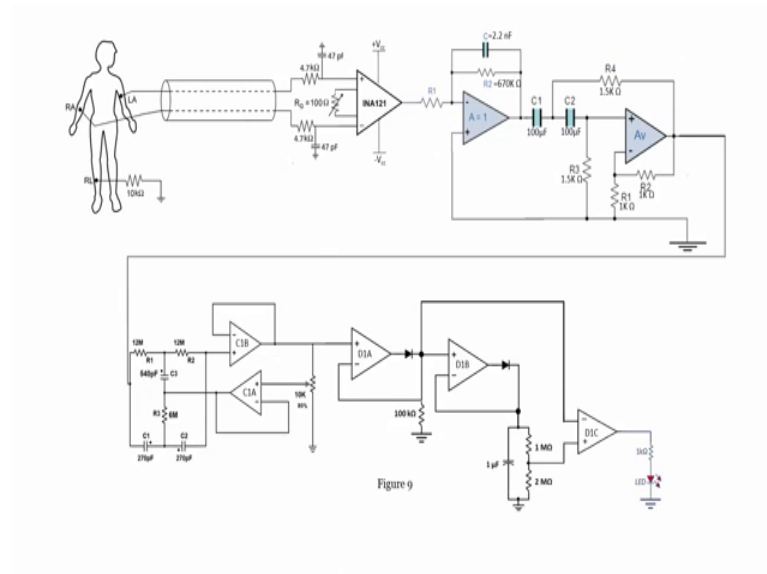 RA
LA
RL
10kΩ
4.7kΩ
47 pF
+Vcc
RG = 100Ω
INA121
4.7kΩ
47 pF
-Vcc
R1
C=2.2 nF
R2 =670K Ω
-
A = 1
+
C1
100µF
C2
100µF
R4
1.5K Ω
+
Av
-
R3
1.5K Ω
R2
1K Ω
R1
1K Ω
12M
R1
12M
R2
540pF
C3
R3
6M
C1
270pF
C2
270pF
-
C1B
+
C1A
+
-
10K
+
D1A
-
100 kΩ
+
D1B
-
1 µF
1 MΩ
2 MΩ
-
D1C
+
1kΩ
LED
Figure 9